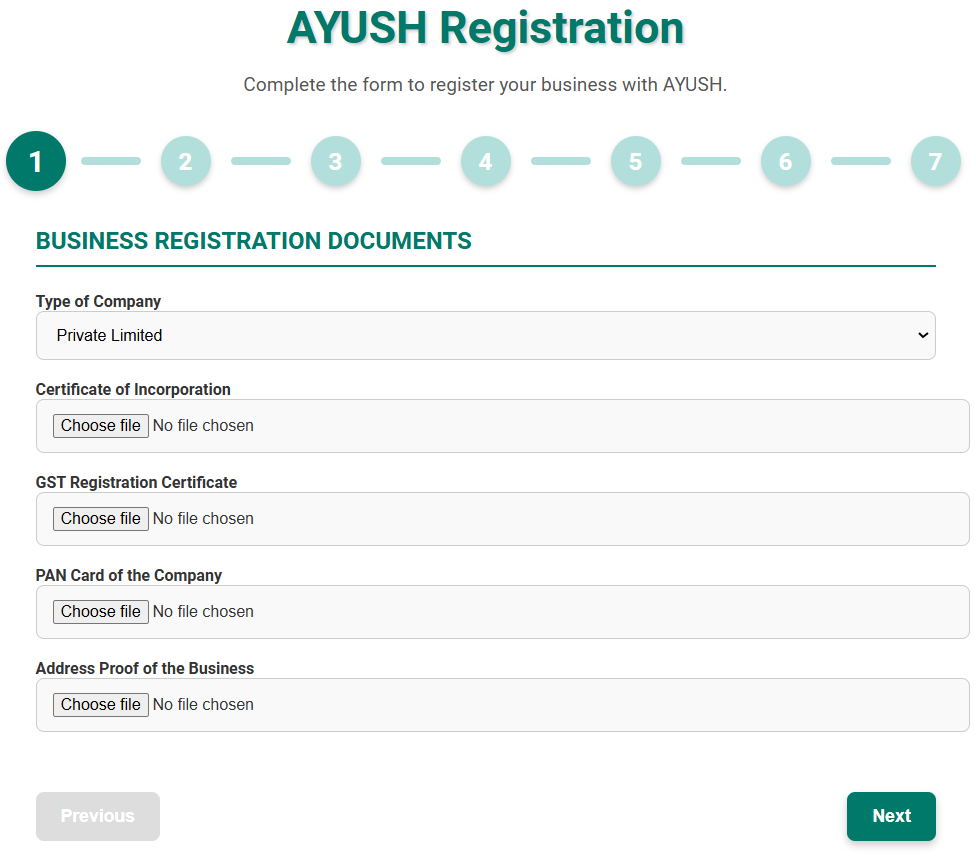 AYUSH Registration
Complete the form to register your business with AYUSH.
1 2 3 4 5 6 7
BUSINESS REGISTRATION DOCUMENTS
Type of Company
Private Limited
Certificate of Incorporation
Choose file No file chosen
GST Registration Certificate
Choose file No file chosen
PAN Card of the Company
Choose file No file chosen
Address Proof of the Business
Choose file No file chosen
Previous Next